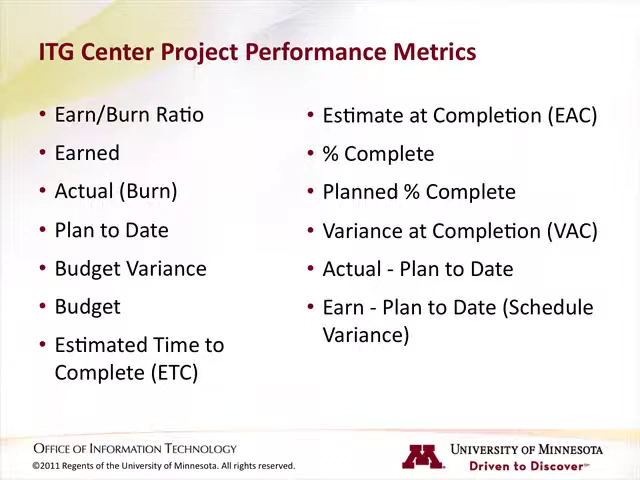 ITG Center Project Performance Metrics
• Earn/Burn Ratio
• Earned
• Actual (Burn)
• Plan to Date
• Budget Variance
• Budget
• Estimated Time to
Complete (ETC)
• Estimate at Completion (EAC)
• % Complete
• Planned % Complete
• Variance at Completion (VAC)
• Actual - Plan to Date
• Earn - Plan to Date (Schedule
Variance)
OFFICE OF INFORMATION TECHNOLOGY
©2011 Regents of the University of Minnesota. All rights reserved.
M
UNIVERSITY OF MINNESOTA
Driven to Discover